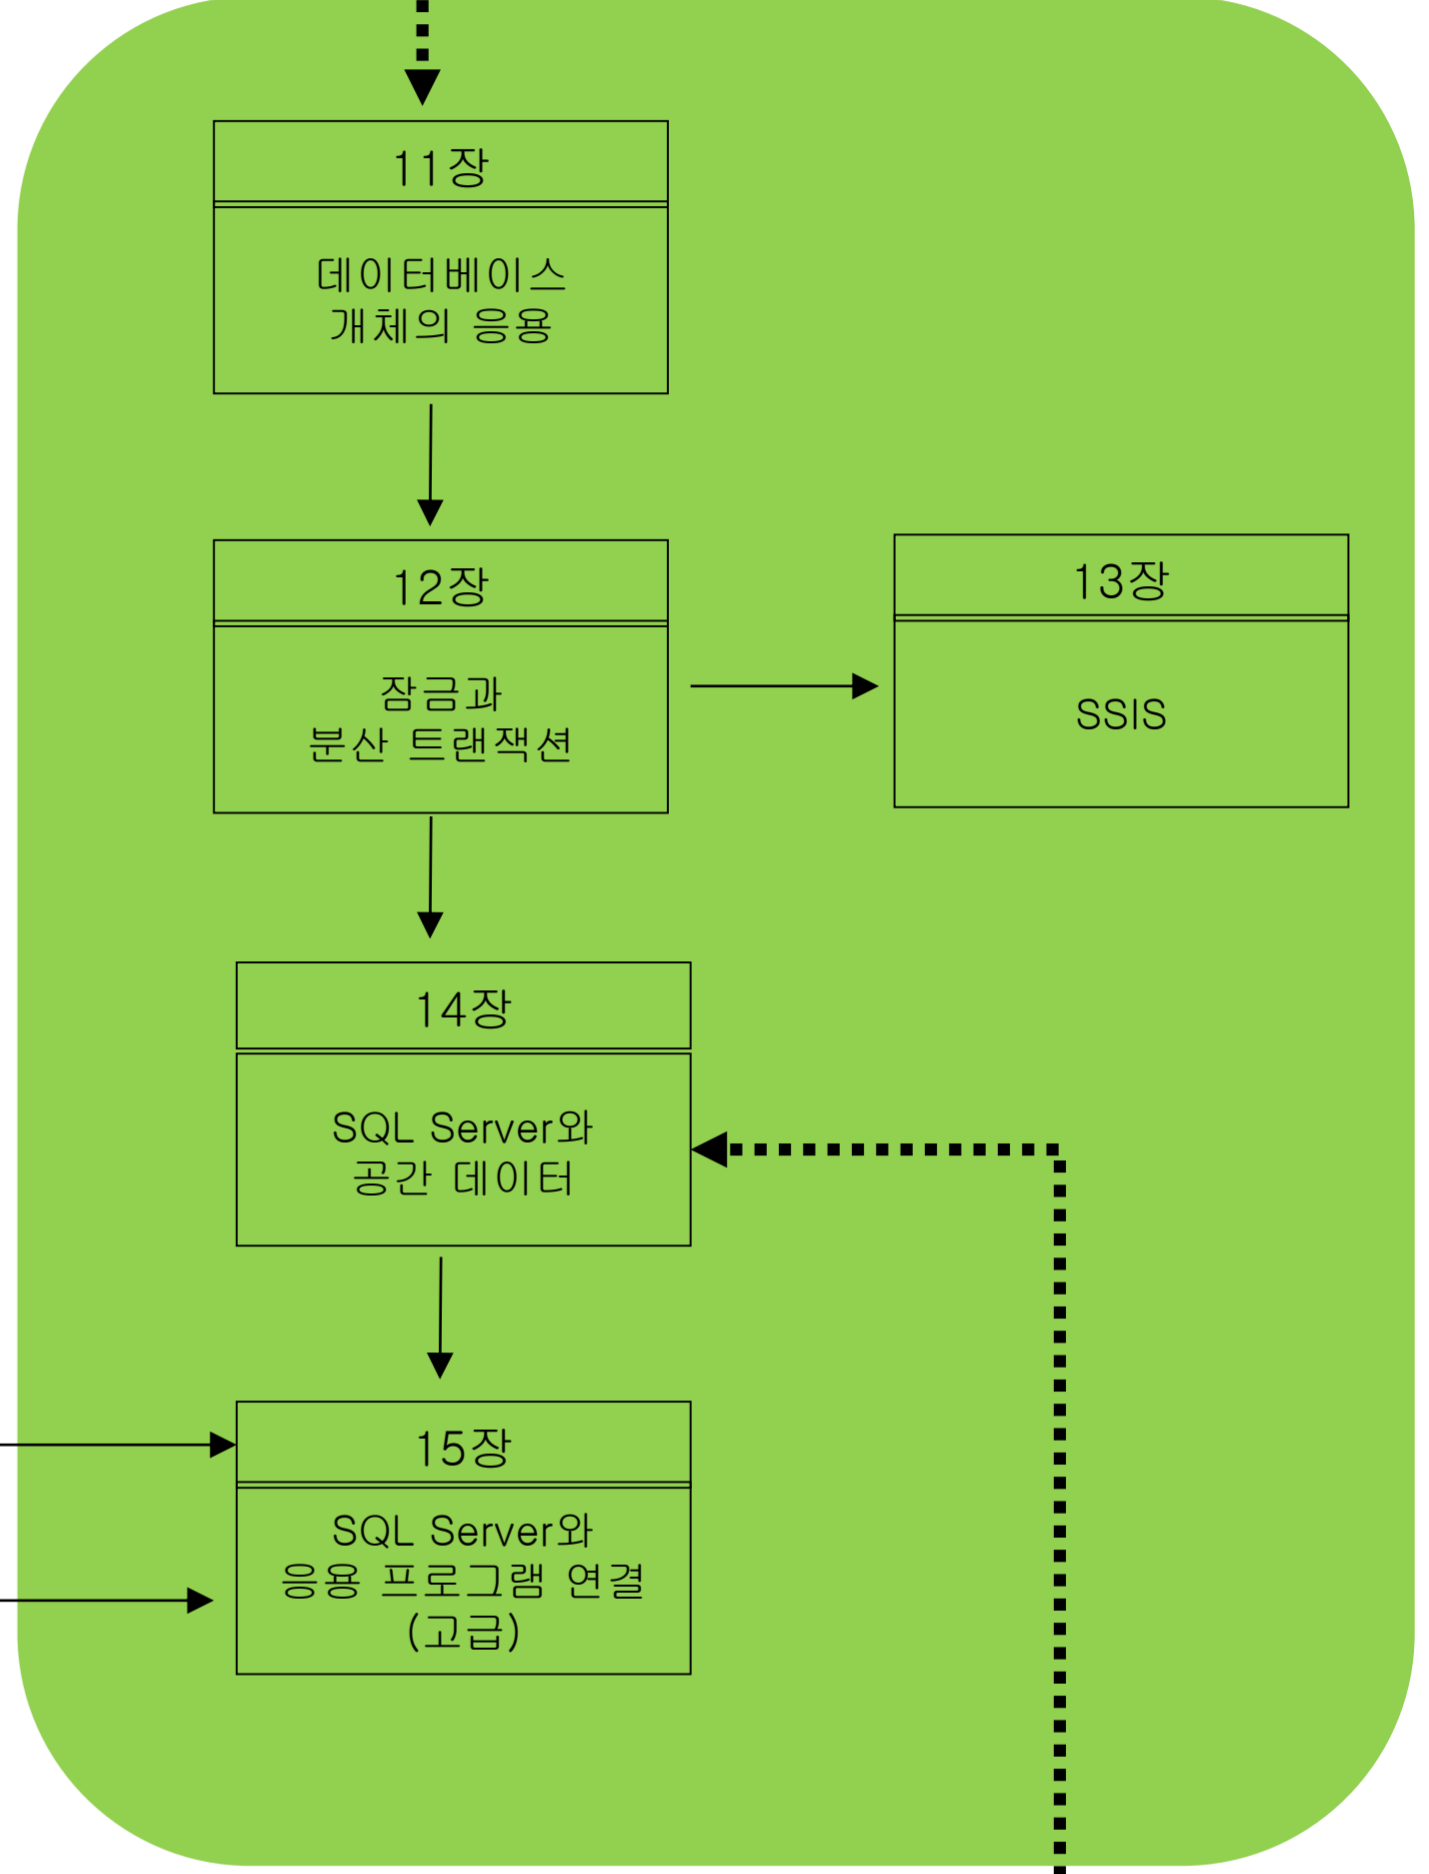 11장
데이터베이스
개체의 응용
12장
잠금과
분산 트랜잭션
13장
SSIS
14장
SQL Server와
공간 데이터
15장
SQL Server와
응용 프로그램 연결
(고급)